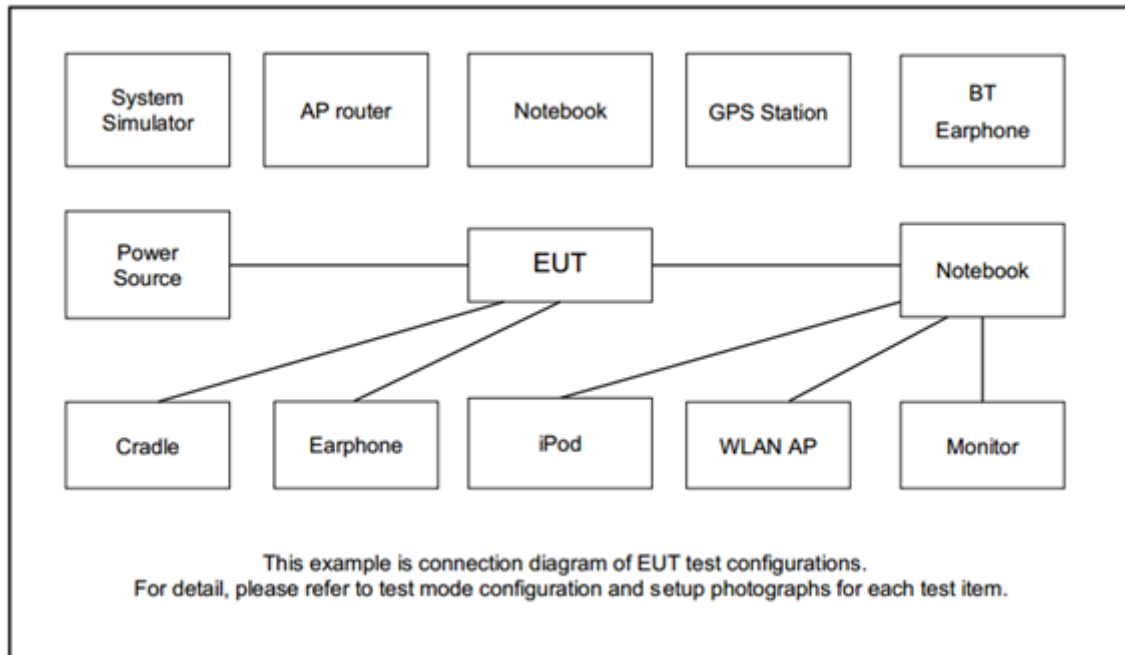 System
Simulator
AP router
Notebook
GPS Station
BT
Earphone
Power
Source
EUT
Notebook
Cradle
Earphone
iPod
WLAN AP
Monitor
This example is connection diagram of EUT test configurations.
For detail, please refer to test mode configuration and setup photographs for each test item.